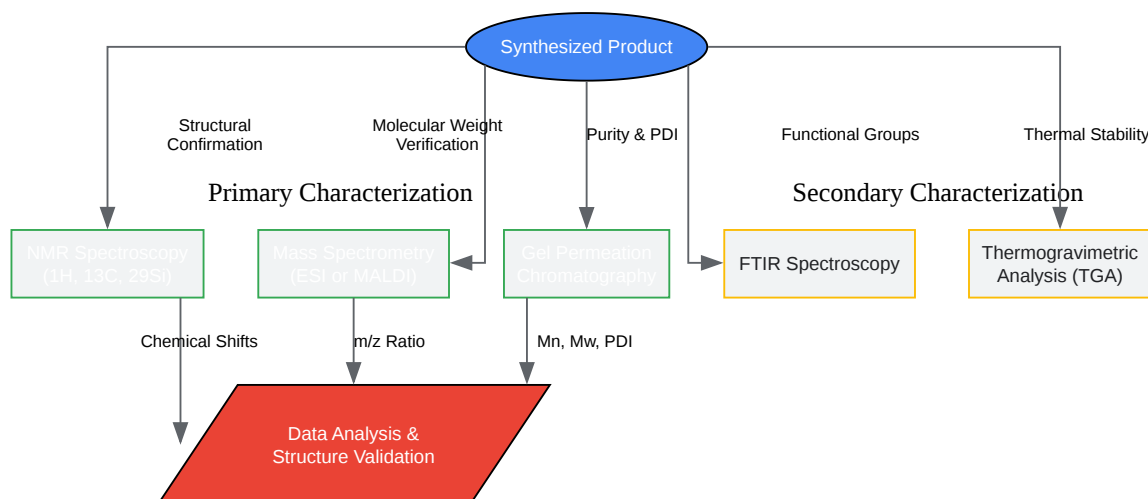 Synthesized Product
Structural
Confirmation
Molecular Weight
Verification
Purity & PDI
Functional Groups
Thermal Stability
Primary Characterization
Secondary Characterization
NMR Spectroscopy
(1H, 13C, 29Si)
Mass Spectrometry
(ESI or MALDI)
Gel Permeation
Chromatography
FTIR Spectroscopy
Thermogravimetric
Analysis (TGA)
Chemical Shifts
m/z Ratio
Mn, Mw, PDI
Data Analysis &
Structure Validation